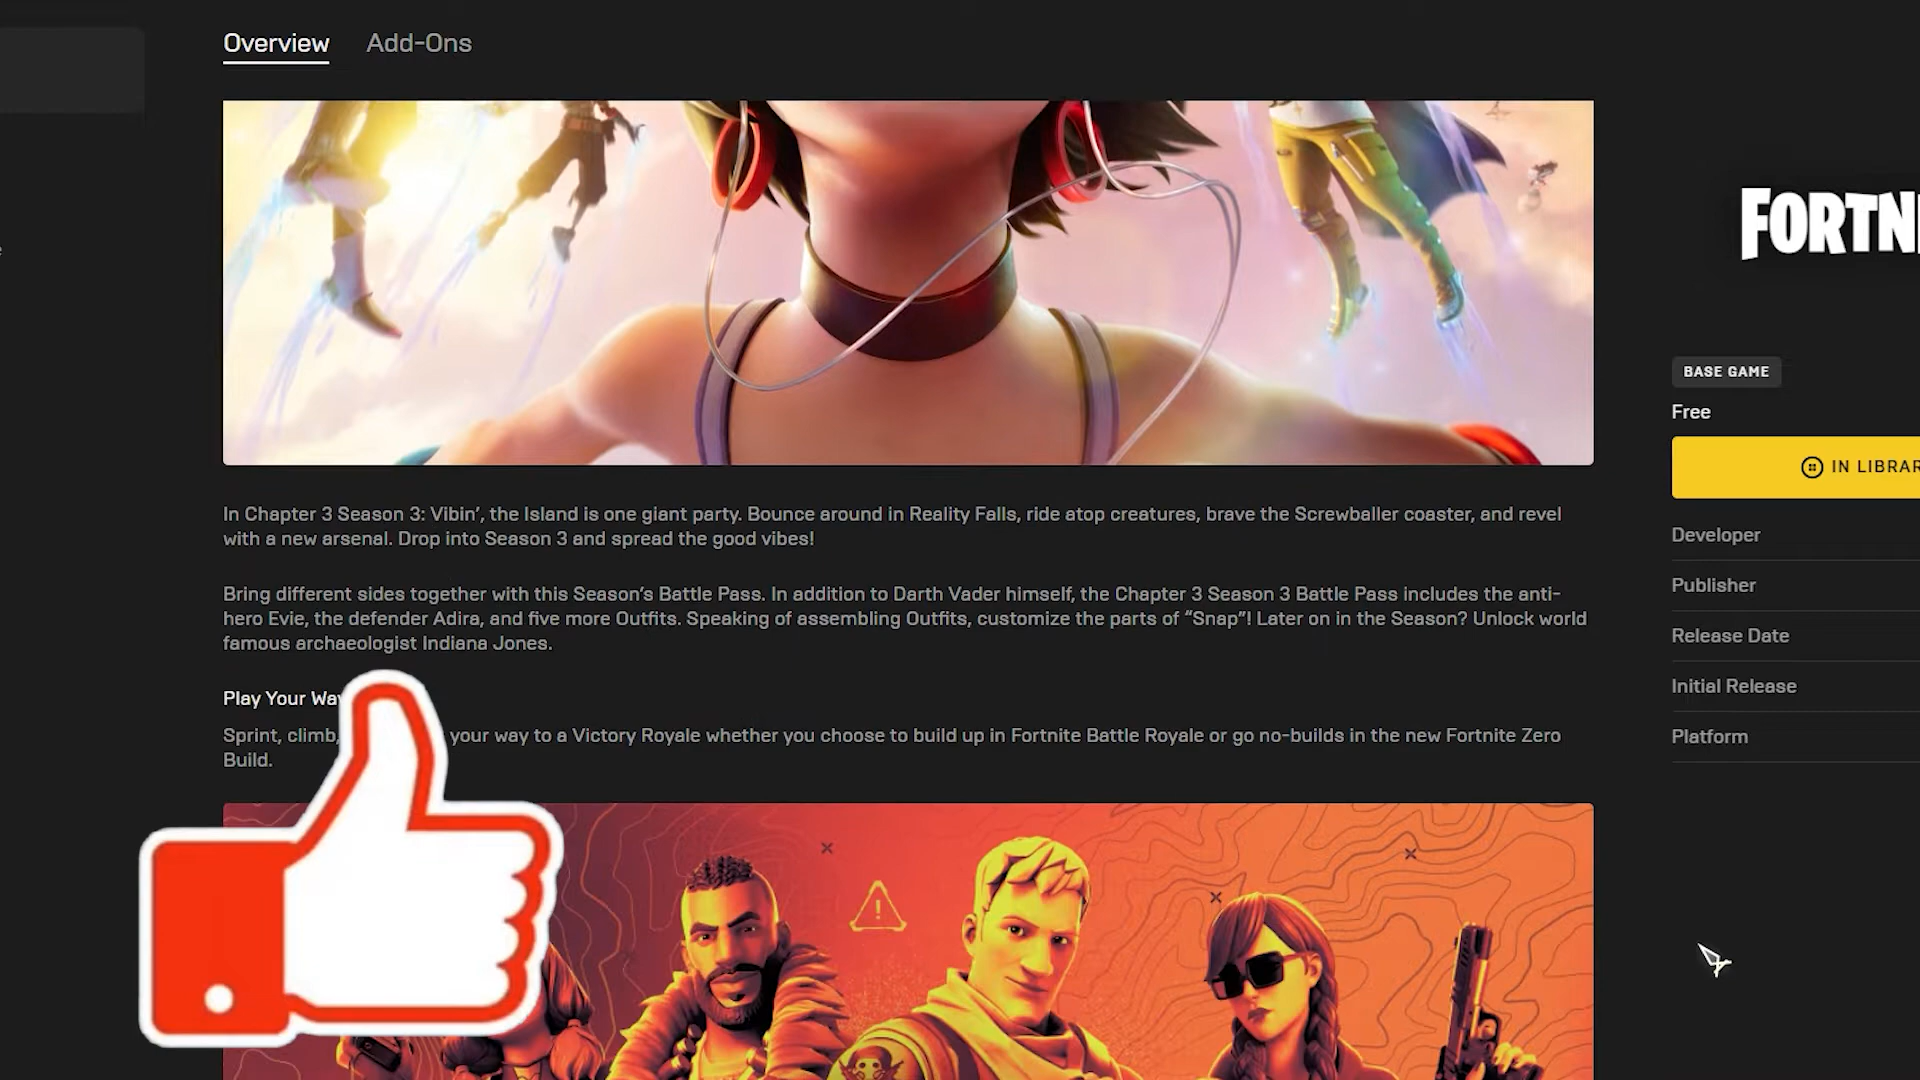 Overview Add-Ons
FORTN
BASE GAME
Free
IN LIBRAR
In Chapter 3 Season 3: Vibin’, the Island is one giant party. Bounce around in Reality Falls, ride atop creatures, brave the Screwballer coaster, and revel
with a new arsenal. Drop into Season 3 and spread the good vibes!
Developer
Bring different sides together with this Season’s Battle Pass. In addition to Darth Vader himself, the Chapter 3 Season 3 Battle Pass includes the anti-
hero Evie, the defender Adira, and five more Outfits. Speaking of assembling Outfits, customize the parts of “Snap”! Later on in the Season? Unlock world
famous archaeologist Indiana Jones.
Publisher
Release Date
Initial Release
Play Your Way
Sprint, climb, your way to a Victory Royale whether you choose to build up in Fortnite Battle Royale or go no-builds in the new Fortnite Zero
Build.
Platform